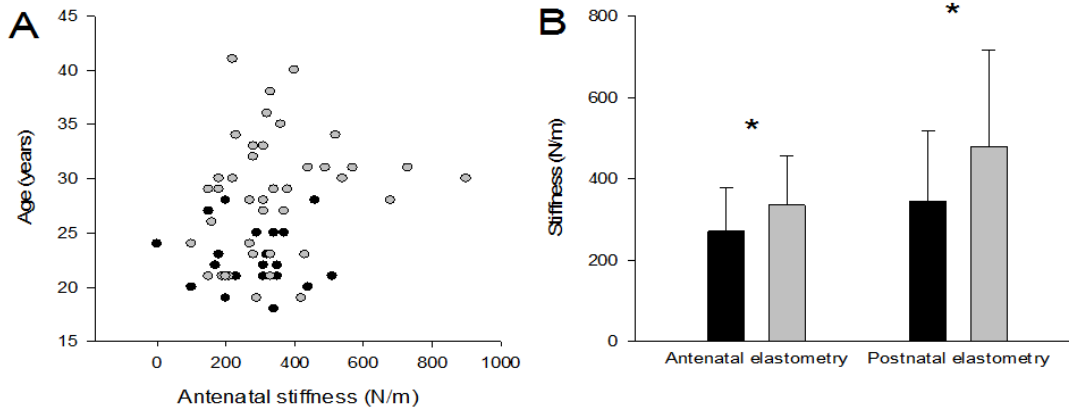 A
45
40
35
30
25
20
15
Age (years)
0 200 400 600 800 1000
Antenatal stiffness (N/m)
B
800
600
400
200
0
Stiffness (N/m)
*
*
Antenatal elastometry Postnatal elastometry